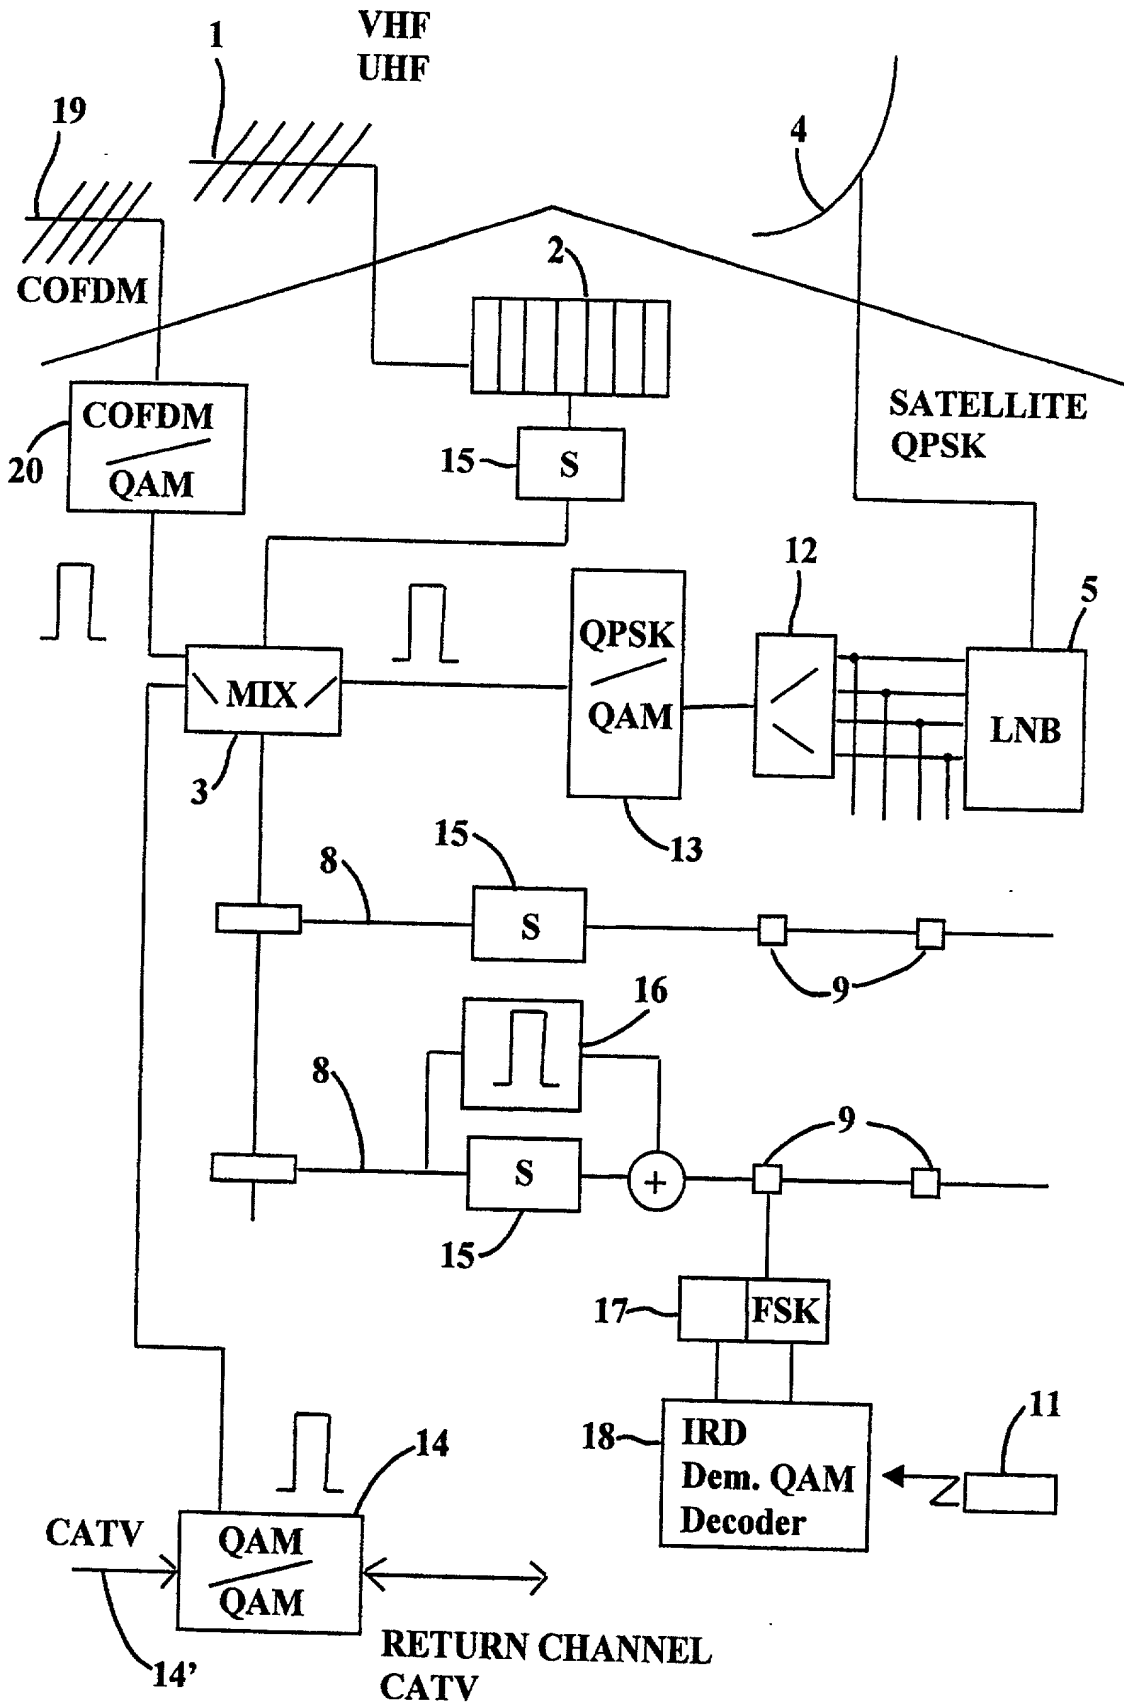 VHF
UHF
1
19
4
2
COFDM
SATELLITE
QPSK
COFDM
QAM
20
15
S
12
5
QPSK
QAM
MIX
LNB
3
13
15
8
S
9
16
8
9
S
+
15
17
FSK
11
18
IRD
Dem. QAM
Decoder
14
CATV
QAM
QAM
14'
RETURN CHANNEL
CATV